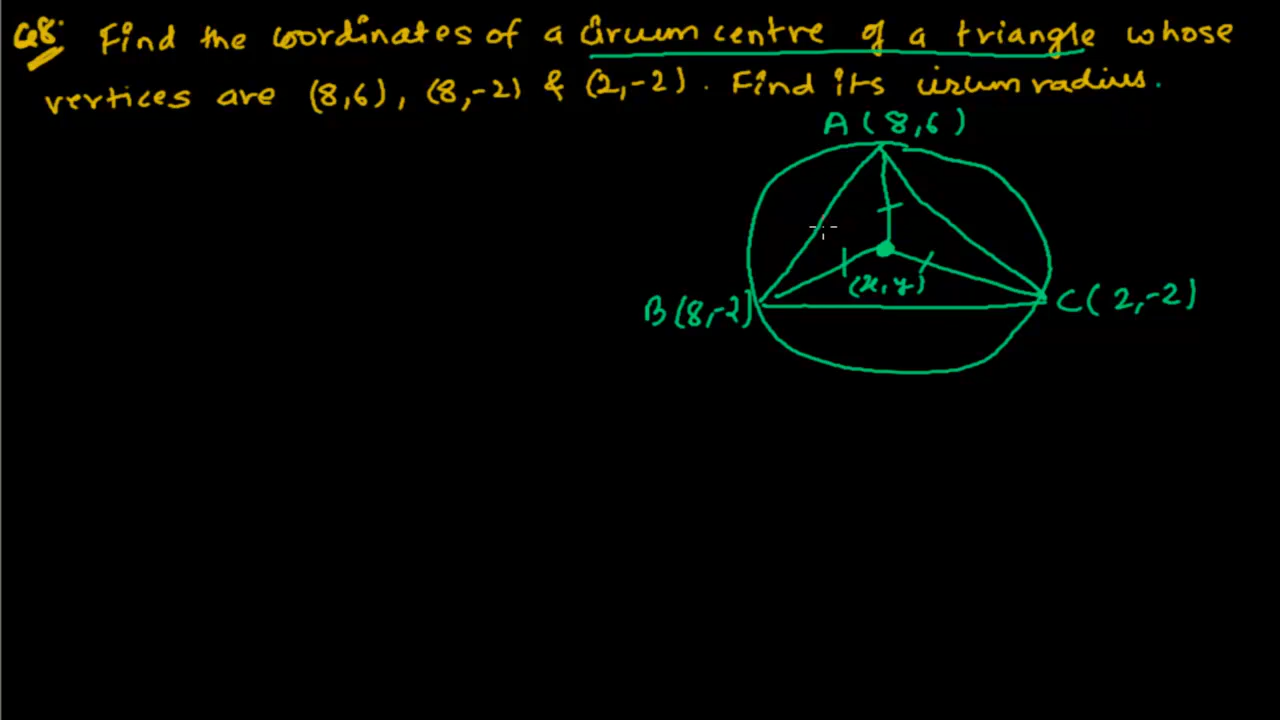 Q8. Find the coordinates of a circum centre of a triangle whose
vertices are (8,6), (8,-2) & (2,-2). Find its circum radius.
A (8,6)
(x,y)
B (8,-2)
C (2,-2)